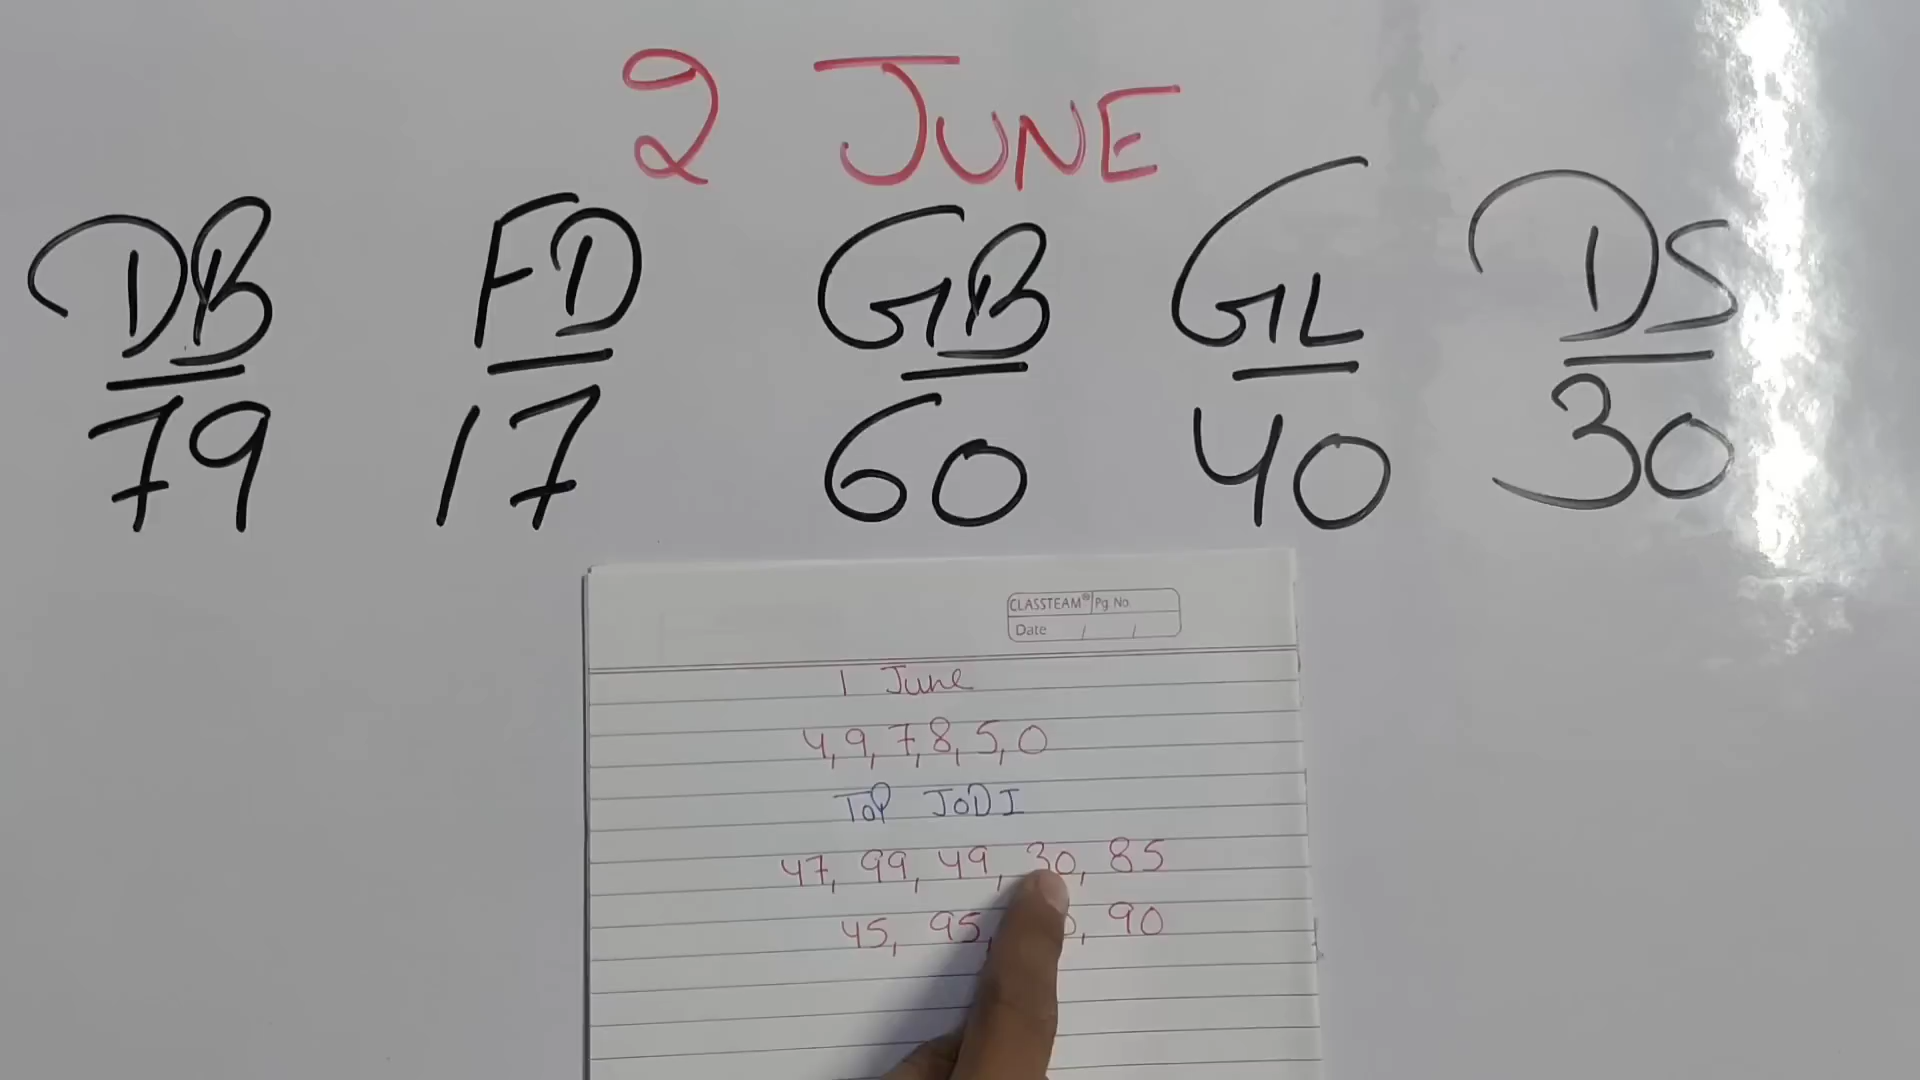 2 JUNE
DB FD GB GL DS
79 17 60 40 30
CLASSTEAM® Pg No.
Date / /
1 June
4, 9, 7, 8, 5, 0
ToP JoDI
47, 99, 49, 30, 85
45, 95, 90